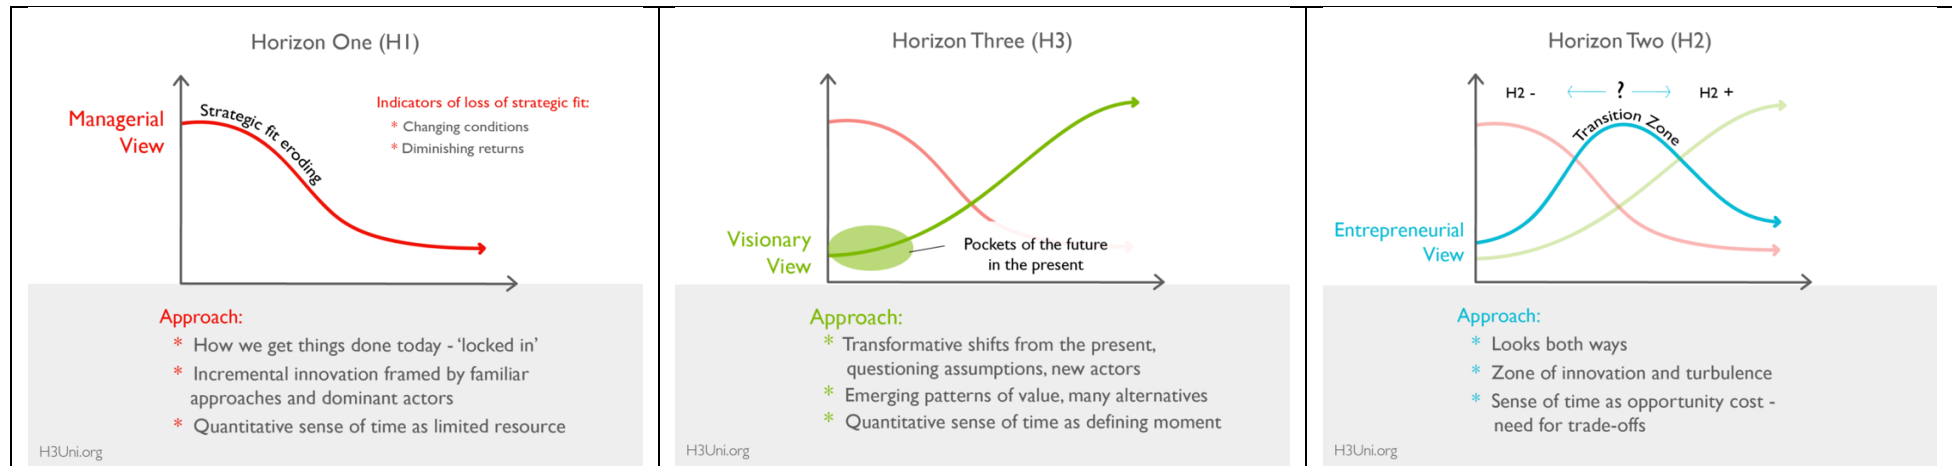 Horizon One (H1)
Managerial
View
Strategic fit eroding
Indicators of loss of strategic fit:
* Changing conditions
* Diminishing returns
Approach:
* How we get things done today - ‘locked in’
* Incremental innovation framed by familiar
approaches and dominant actors
* Quantitative sense of time as limited resource
H3Uni.org
Horizon Three (H3)
Visionary
View
Pockets of the future
in the present
Approach:
* Transformative shifts from the present,
questioning assumptions, new actors
* Emerging patterns of value, many alternatives
* Quantitative sense of time as defining moment
H3Uni.org
Horizon Two (H2)
H2 - ? H2 +
Transition Zone
Entrepreneurial
View
Approach:
* Looks both ways
* Zone of innovation and turbulence
* Sense of time as opportunity cost -
need for trade-offs
H3Uni.org